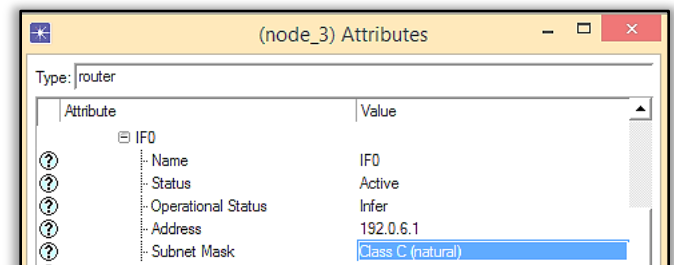 (node_3) Attributes
Type: router
Attribute Value
IF0
Name IF0
Status Active
Operational Status Infer
Address 192.0.6.1
Subnet Mask Class C (natural)